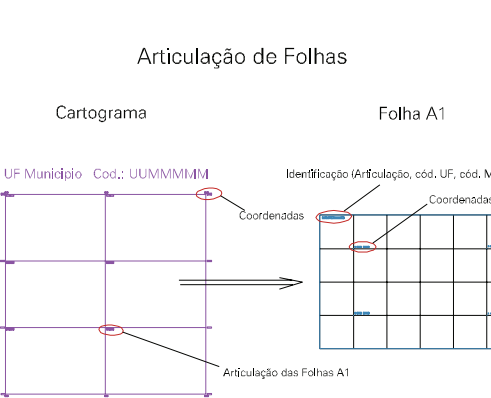 Articulação de Folhas
Cartograma
Folha A1
UF Municipio Cod.: UUMMMMM
Identificação (Articulação, cód. UF, cód. M
Coordenadas
Coordenadas
Articulação das Folhas A1